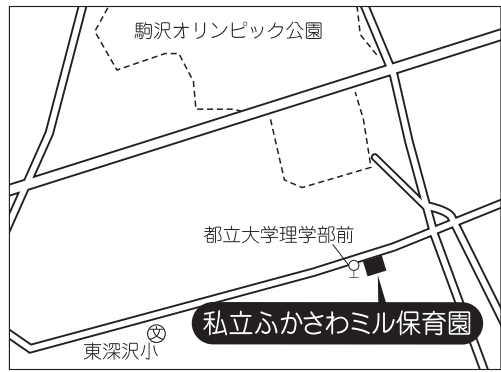 駒沢オリンピック公園
都立大学理学部前
私立ふかさわミル保育園
文
東深沢小